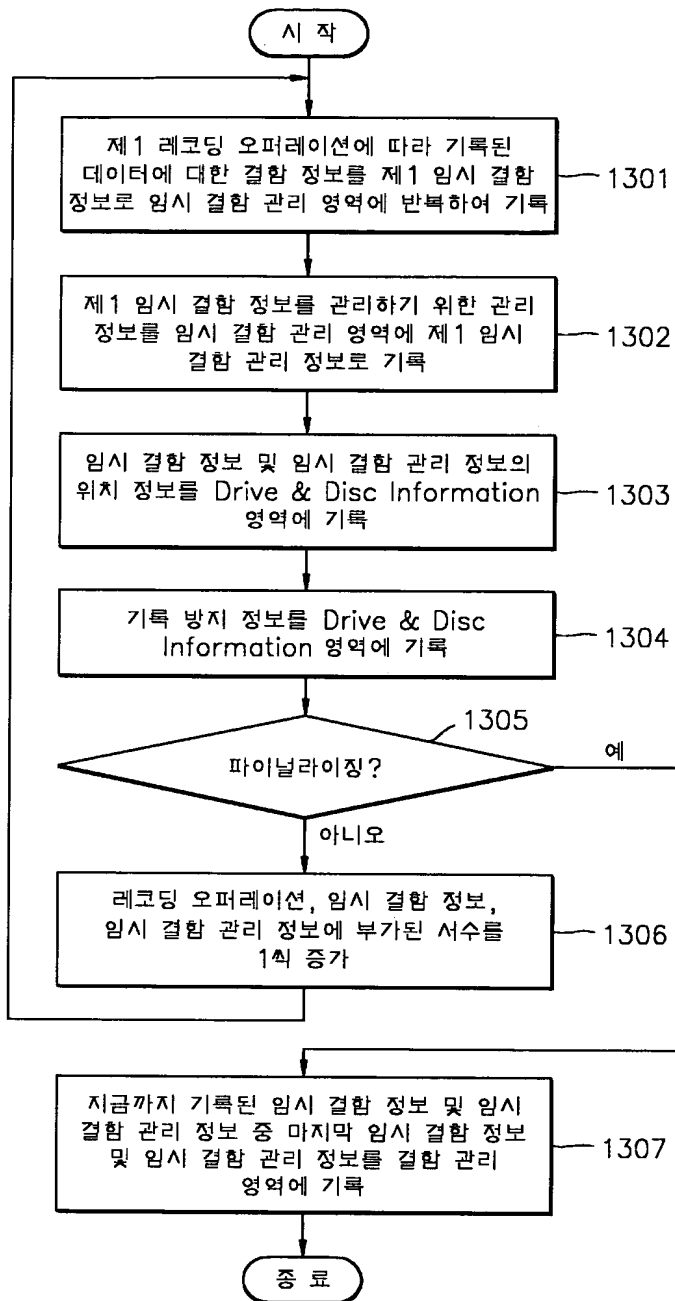 시 작
제1 레코딩 오퍼레이션에 따라 기록된
데이터에 대한 결함 정보를 제1 임시 결함
정보로 임시 결함 관리 영역에 반복하여 기록
1301
제1 임시 결함 정보를 관리하기 위한 관리
정보를 임시 결함 관리 영역에 제1 임시
결함 관리 정보로 기록
1302
임시 결함 정보 및 임시 결함 관리 정보의
위치 정보를 Drive & Disc Information
영역에 기록
1303
기록 방지 정보를 Drive & Disc
Information 영역에 기록
1304
1305
파이널라이징?
예
아니오
레코딩 오퍼레이션, 임시 결함 정보,
임시 결함 관리 정보에 부가된 서수를
1씩 증가
1306
지금까지 기록된 임시 결함 정보 및 임시
결함 관리 정보 중 마지막 임시 결함 정보
및 임시 결함 관리 정보를 결함 관리
영역에 기록
1307
종 료